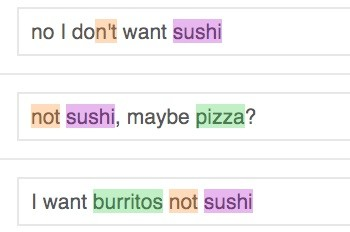 no I don't want sushi
not sushi, maybe pizza?
I want burritos not sushi